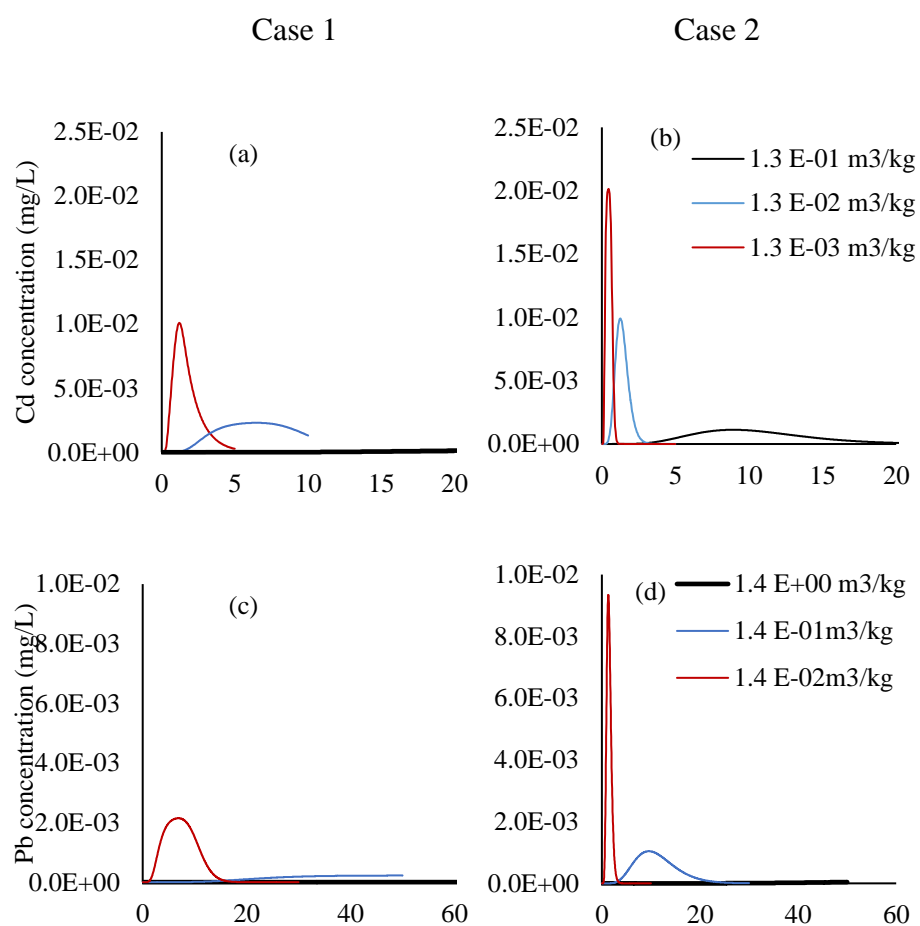 Case 1
Case 2
Cd concentration (mg/L)
2.5E-02
2.0E-02
1.5E-02
1.0E-02
5.0E-03
0.0E+00
(a)
0 5 10 15 20
2.5E-02
2.0E-02
1.5E-02
1.0E-02
5.0E-03
0.0E+00
(b)
1.3 E-01 m3/kg
1.3 E-02 m3/kg
1.3 E-03 m3/kg
0 5 10 15 20
Pb concentration (mg/L)
1.0E-02
8.0E-03
6.0E-03
4.0E-03
2.0E-03
0.0E+00
(c)
0 20 40 60
1.0E-02
8.0E-03
6.0E-03
4.0E-03
2.0E-03
0.0E+00
(d)
1.4 E+00 m3/kg
1.4 E-01m3/kg
1.4 E-02m3/kg
0 20 40 60